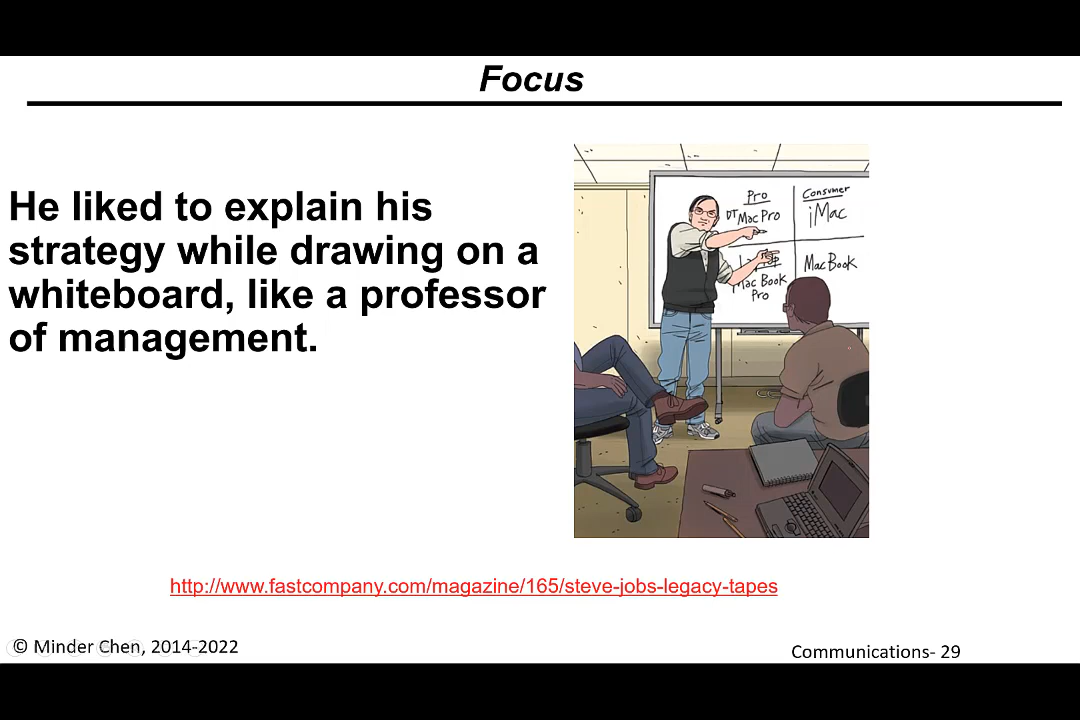 Focus
He liked to explain his
strategy while drawing on a
whiteboard, like a professor
of management.
Pro
Consumer
DT Mac Pro
iMac
MacBook
Mac Book
Pro
http://www.fastcompany.com/magazine/165/steve-jobs-legacy-tapes
© Minder Chen, 2014-2022
Communications- 29